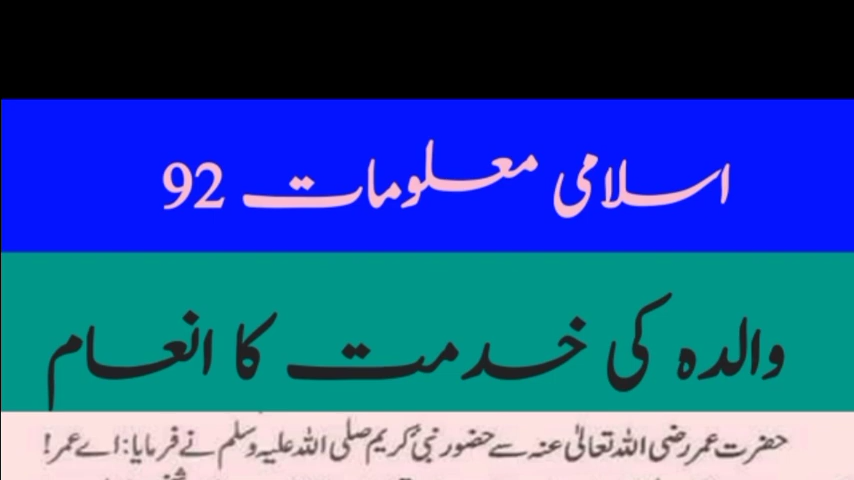 اسلامی معلومات 92
والدہ کی خدمت کا انعام
حضرت عمر رضی اللہ تعالیٰ عنہ سے حضور نبی کریم صلی اللہ علیہ وسلم نے فرمایا: اے عمر!